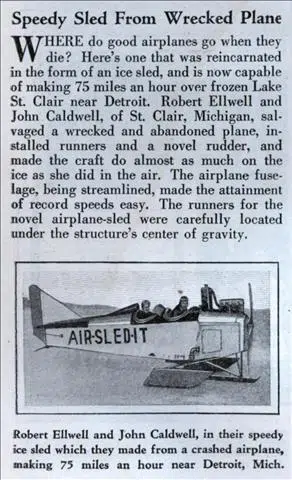 Speedy Sled From Wrecked Plane
WHERE do good airplanes go when they
die? Here's one that was reincarnated
in the form of an ice sled, and is now capable
of making 75 miles an hour over frozen Lake
St. Clair near Detroit. Robert Ellwell and
John Caldwell, of St. Clair, Michigan, sal-
vaged a wrecked and abandoned plane, in-
stalled runners and a novel rudder, and
made the craft do almost as much on the
ice as she did in the air. The airplane fuse-
lage, being streamlined, made the attainment
of record speeds easy. The runners for the
novel airplane-sled were carefully located
under the structure's center of gravity.
AIR-SLED-IT
Robert Ellwell and John Caldwell, in their speedy
ice sled which they made from a crashed airplane,
making 75 miles an hour near Detroit, Mich.